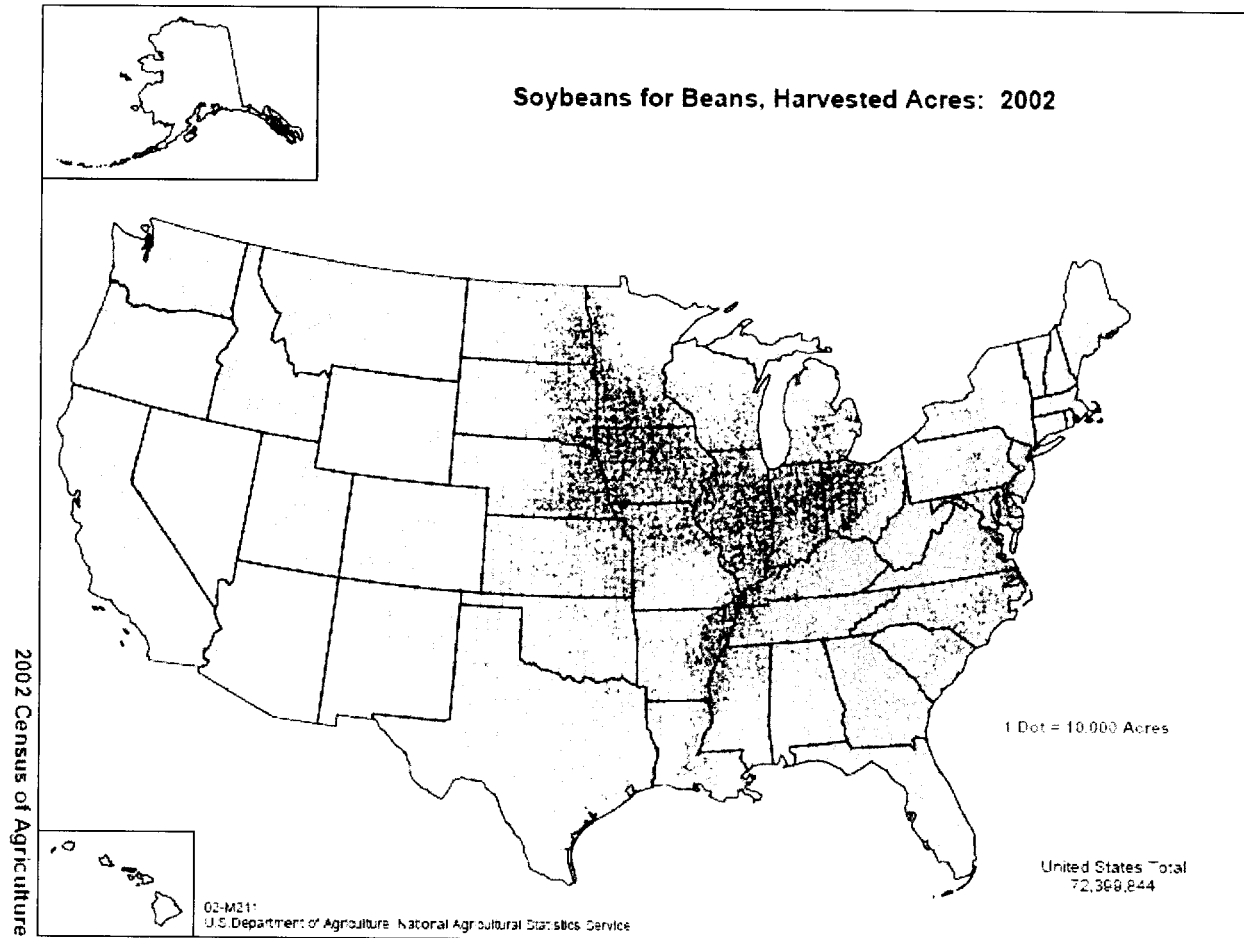 Soybeans for Beans, Harvested Acres: 2002
1 Dot = 10,000 Acres
United States Total
72,399,844
02-M211
U.S.Department of Agriculture, National Agricultural Statistics Service
2002 Census of Agriculture